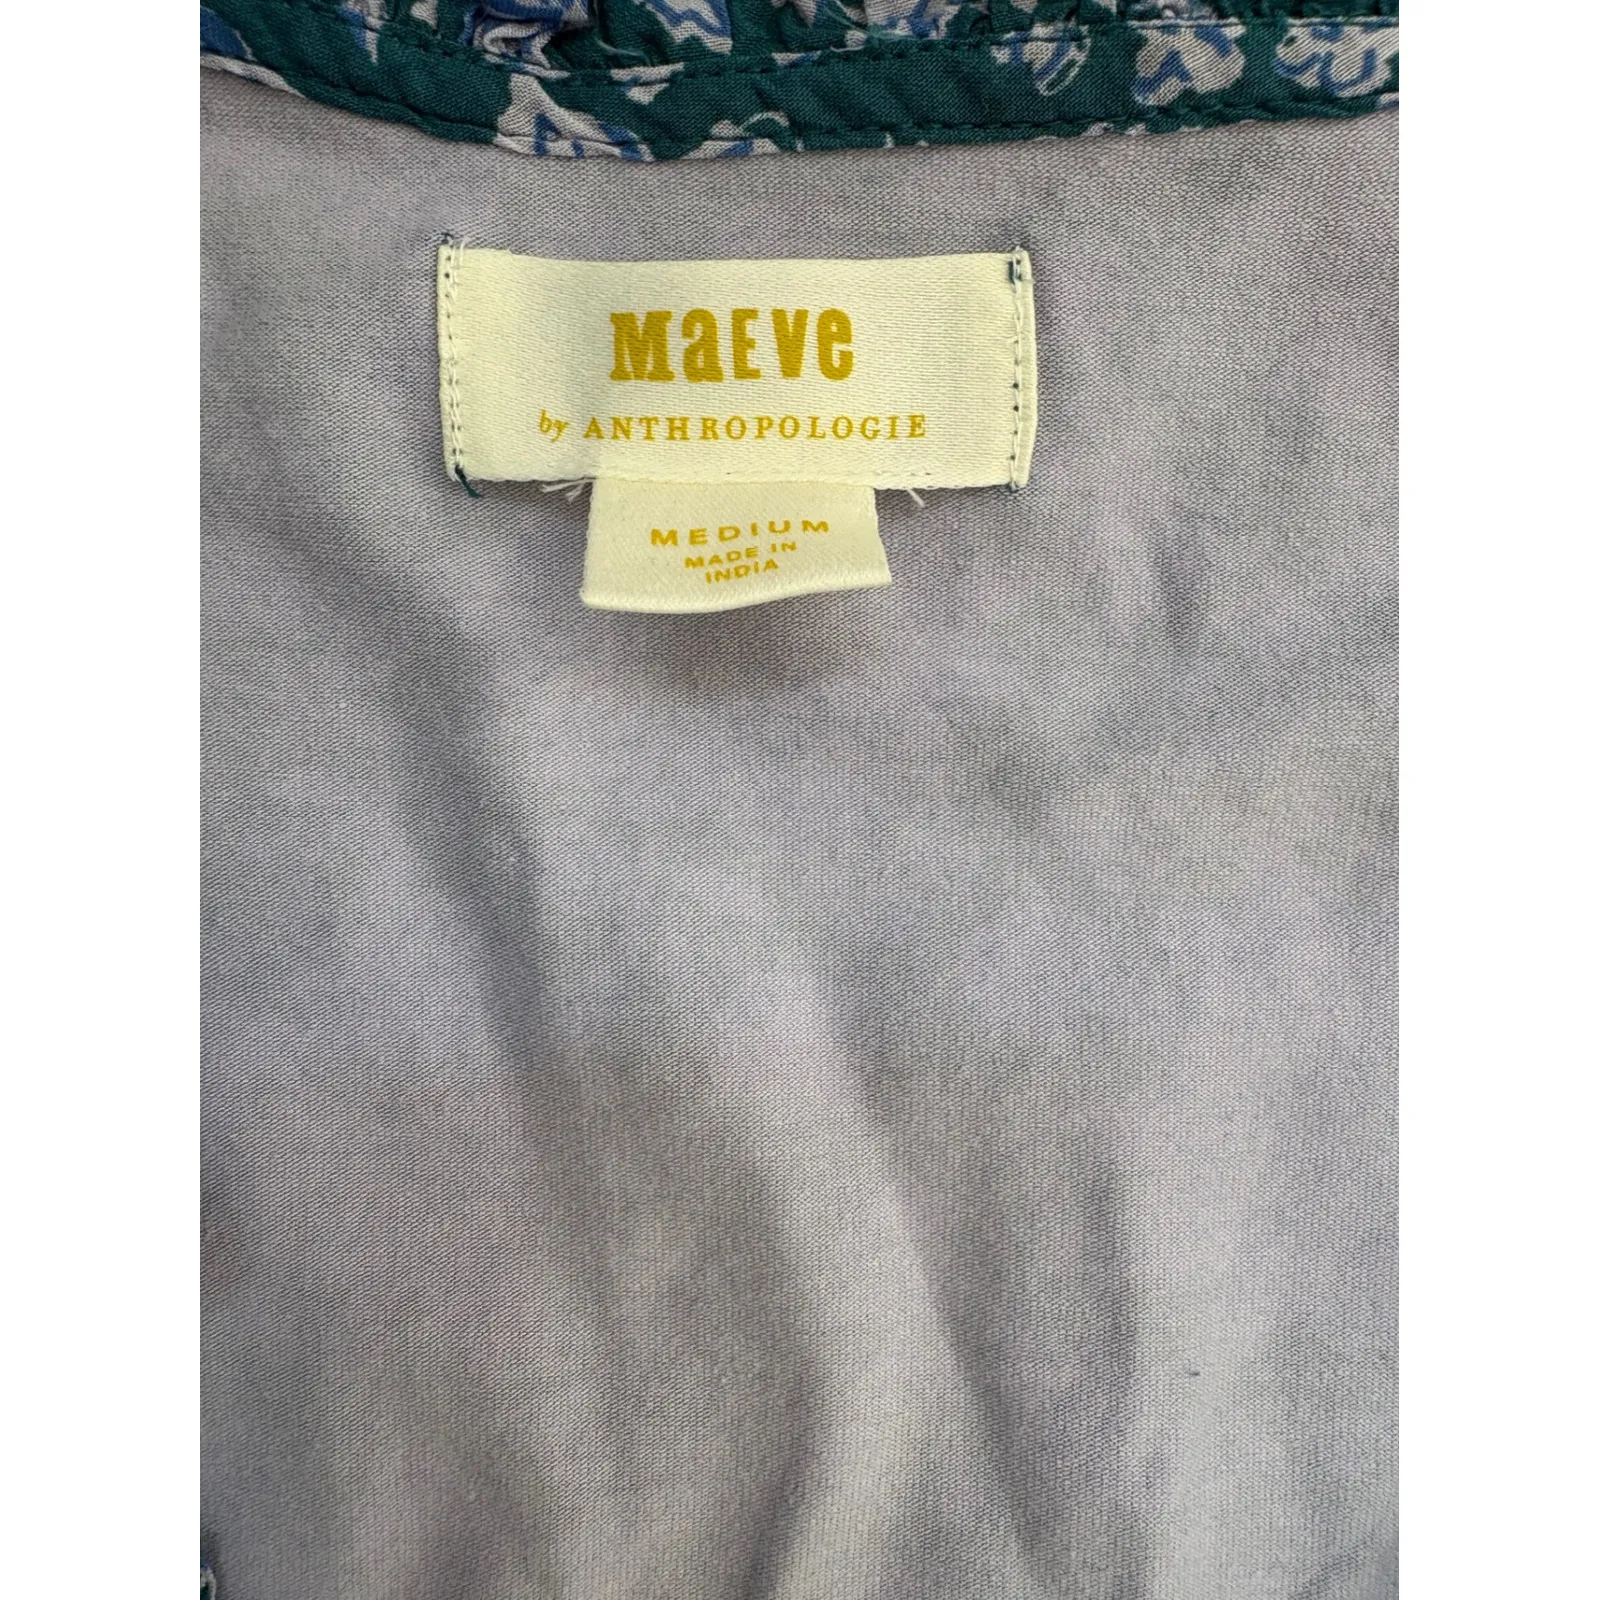 MaEVe
by ANTHROPOLOGIE
MEDIUM
MADE IN
INDIA